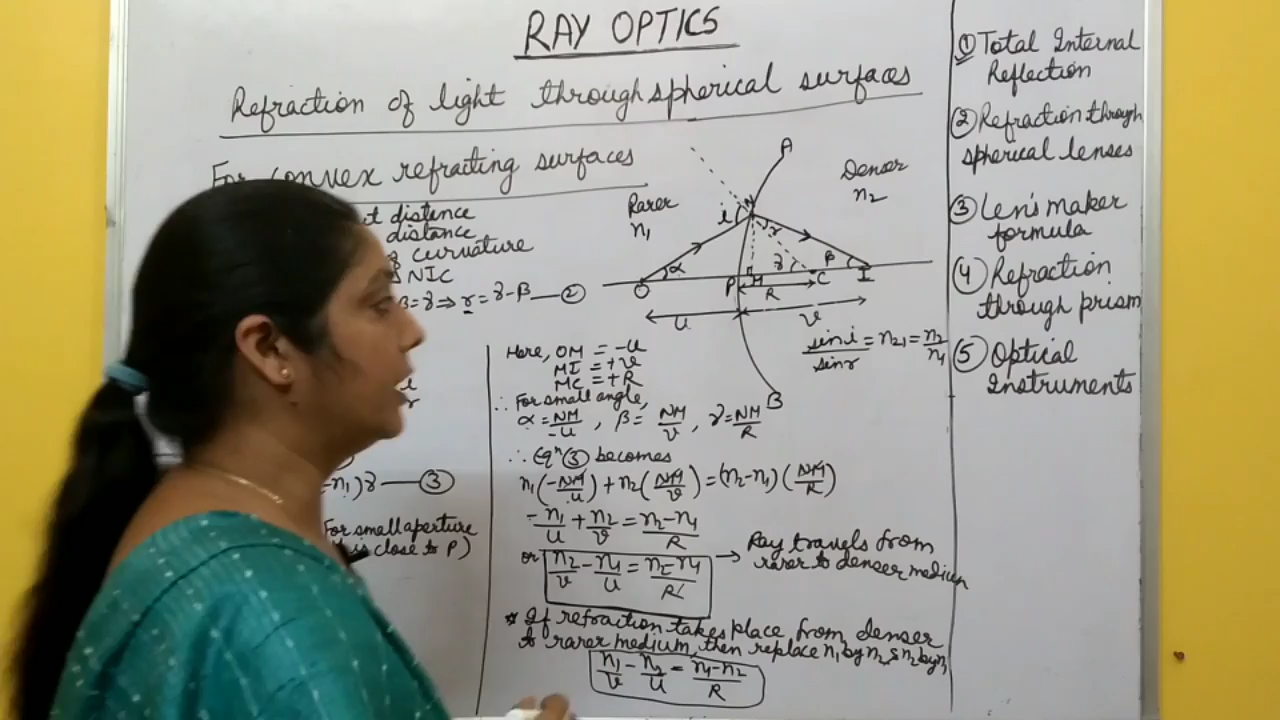 RAY OPTICS
Refraction of light through spherical surfaces
For convex refracting surfaces
t distance
distance
curvature
Δ NIC
β=γ⇒ r=γ-β — ②
i
r
-n₁)γ — ③
For small aperture
is close to P)
A
Rarer
n₁
Denser
n₂
i
r
α
γ
β
O
P
M
C
I
R
u
v
B
sin i/sin r = n₂₁ = n₂/n₁
Here, OM = -u
MI = +v
MC = +R
∴ For small angle,
α = NM/-u , β = NM/v , γ = NM/R
∴ Eqⁿ ③ becomes
n₁(-NM/u) + n₂(NM/v) = (n₂-n₁)(NM/R)
-n₁/u + n₂/v = n₂-n₁/R
or n₂/v - n₁/u = n₂-n₁/R → Ray travels from
rarer to denser medium
* If refraction takes place from denser
to rarer medium, then replace n₁ by n₂ & n₂ by n₁
n₁/v - n₂/u = n₁-n₂/R
① Total Internal
Reflection
② Refraction through
spherical lenses
③ Len's maker
formula
④ Refraction
through prism
⑤ Optical
Instruments